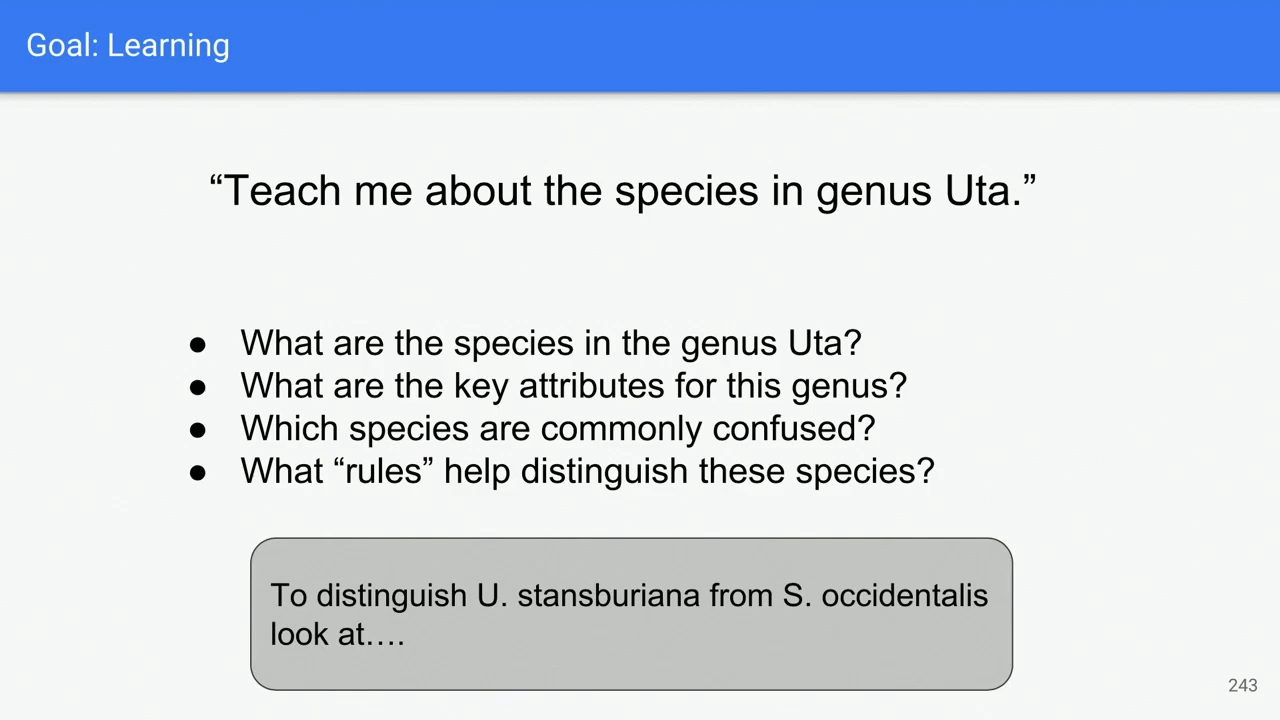 Goal: Learning
“Teach me about the species in genus Uta.”
● What are the species in the genus Uta?
● What are the key attributes for this genus?
● Which species are commonly confused?
● What “rules” help distinguish these species?
To distinguish U. stansburiana from S. occidentalis
look at….
243